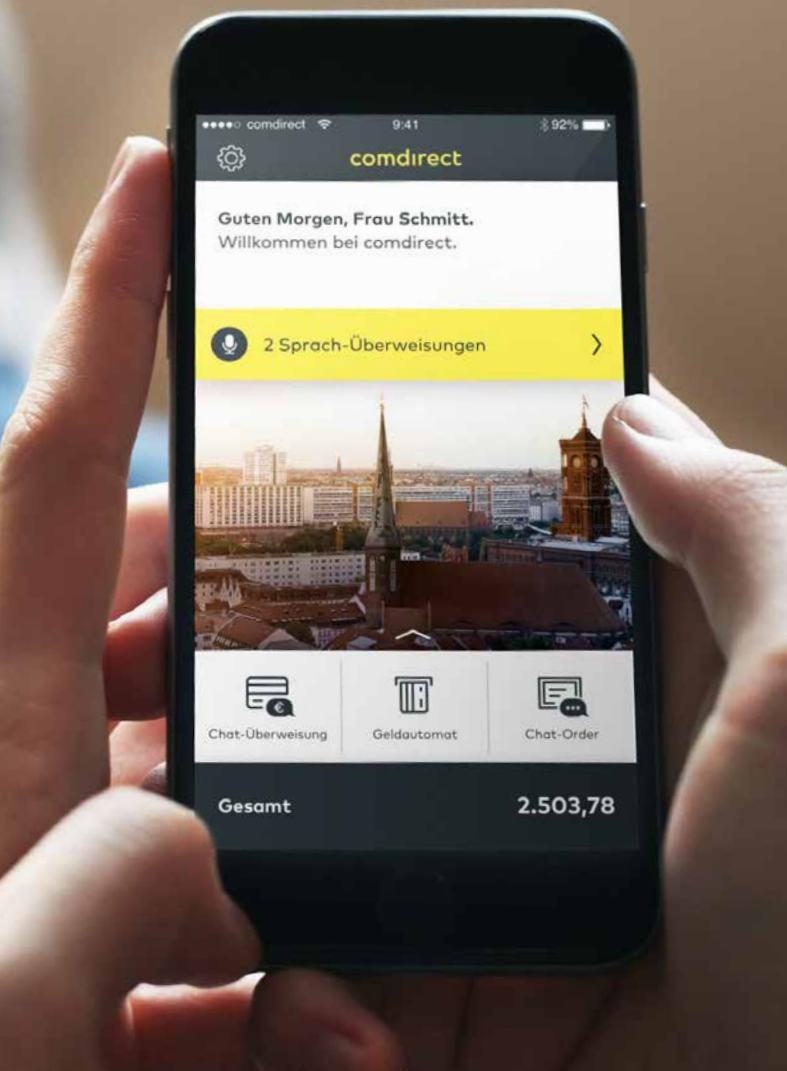 comdirect 9:41 92%
comdirect
Guten Morgen, Frau Schmitt.
Willkommen bei comdirect.
2 Sprach-Überweisungen
Chat-Überweisung Geldautomat Chat-Order
Gesamt 2.503,78